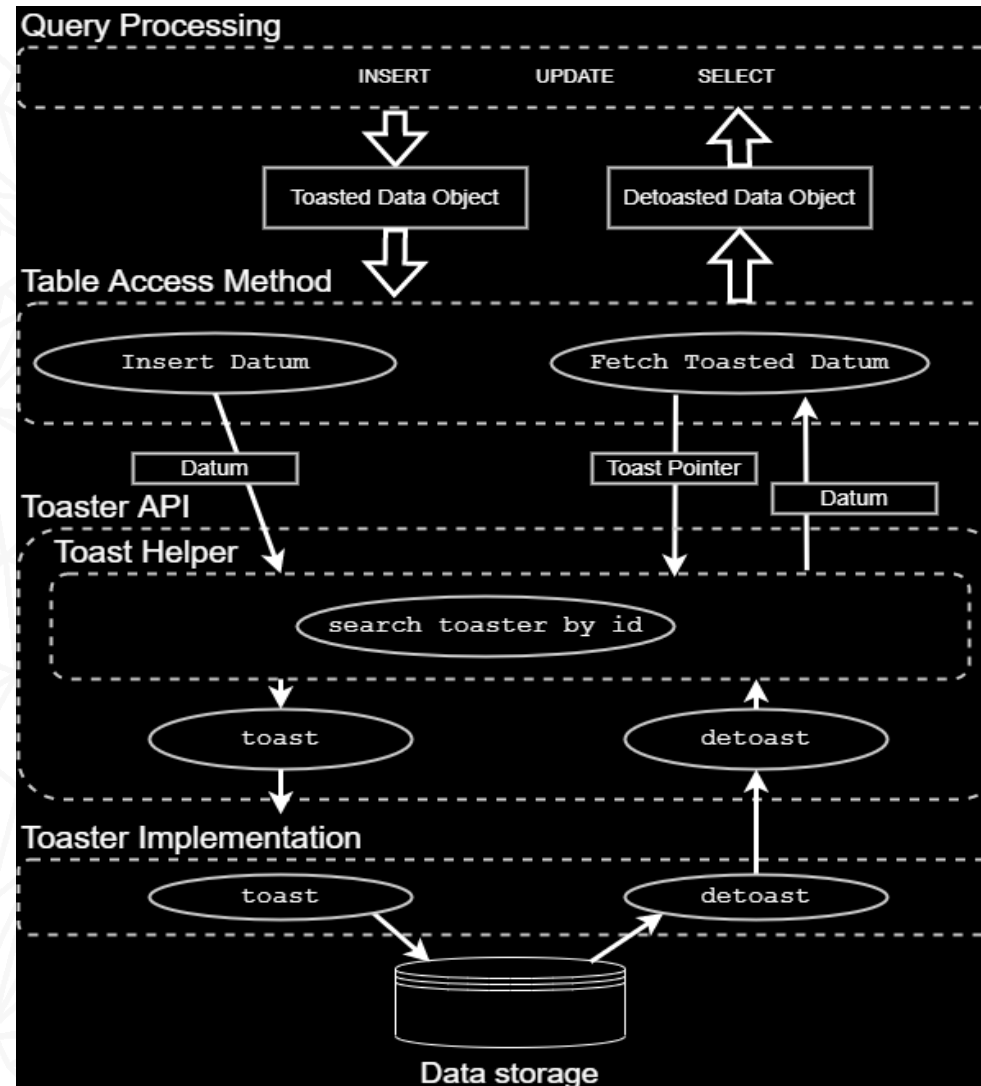 Query Processing
INSERT UPDATE SELECT
Toasted Data Object Detoasted Data Object
Table Access Method
Insert Datum Fetch Toasted Datum
Datum Toast Pointer
Datum
Toaster API
Toast Helper
search toaster by id
toast detoast
Toaster Implementation
toast detoast
Data storage